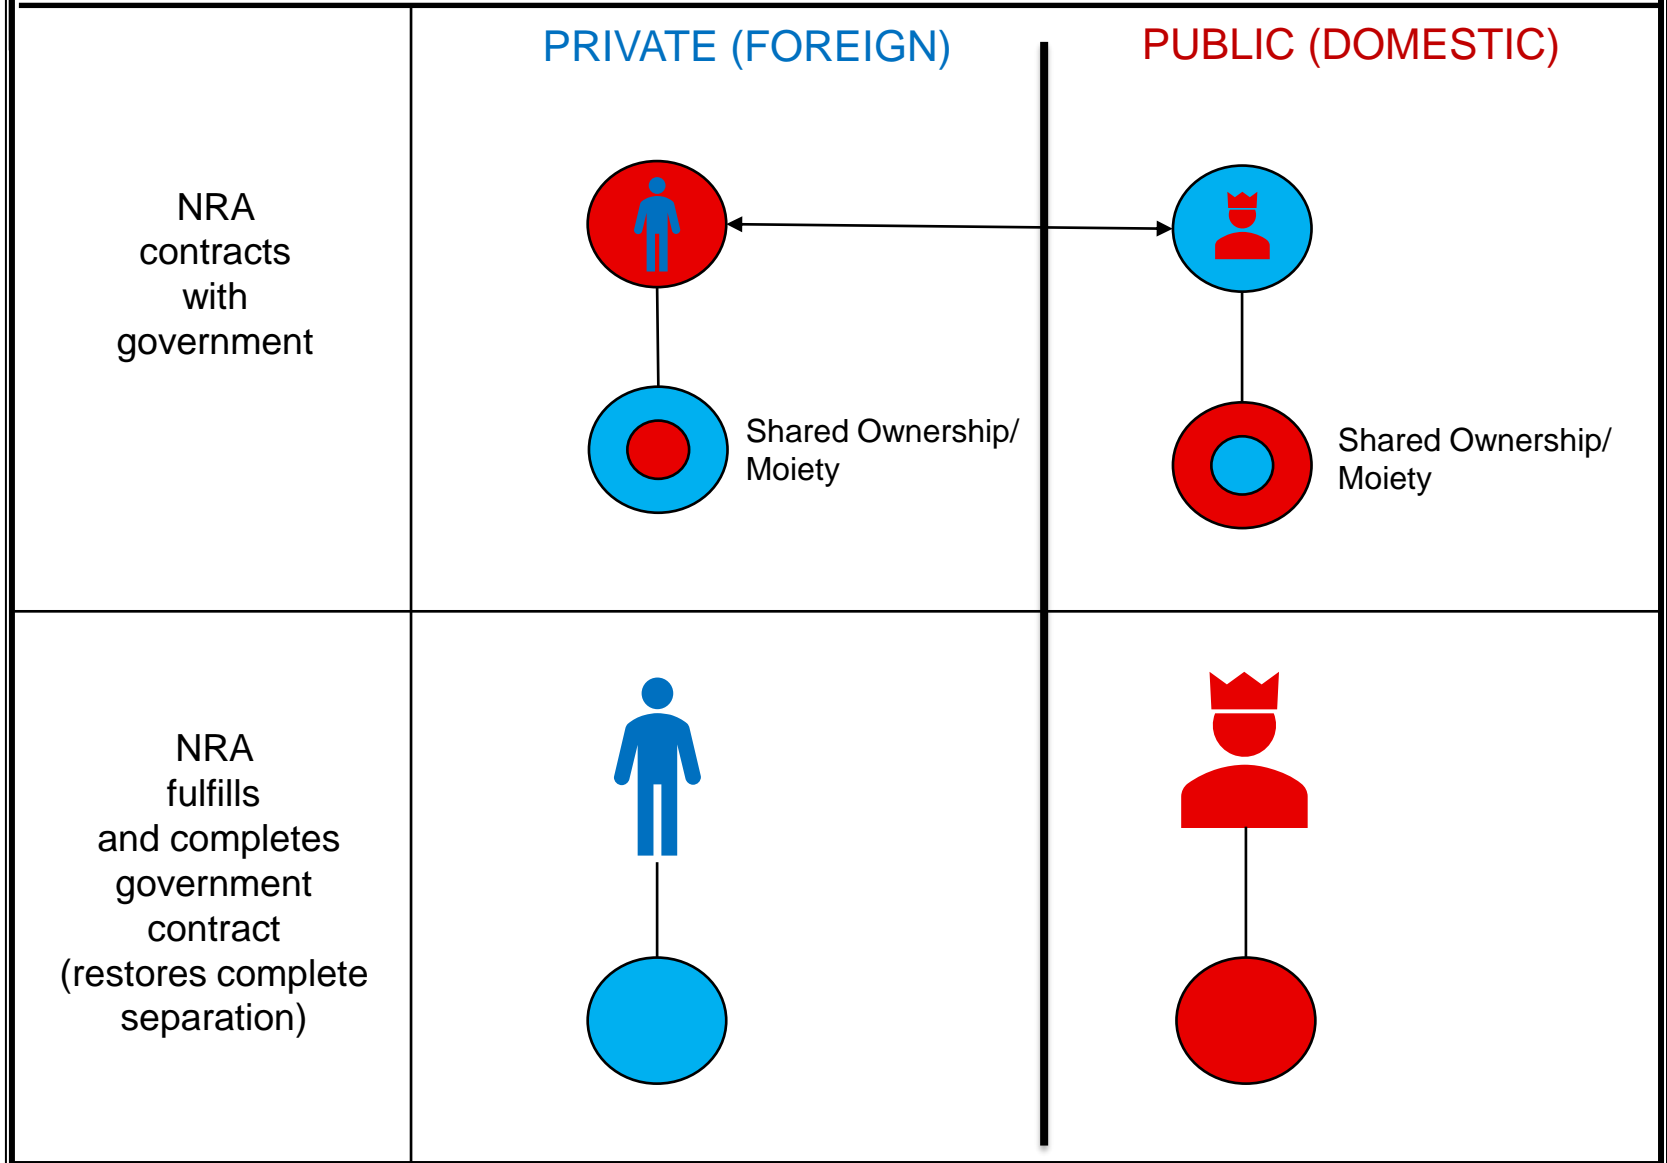 PRIVATE (FOREIGN)
PUBLIC (DOMESTIC)
NRA
contracts
with
government
Shared Ownership/
Moiety
Shared Ownership/
Moiety
NRA
fulfills
and completes
government
contract
(restores complete
separation)